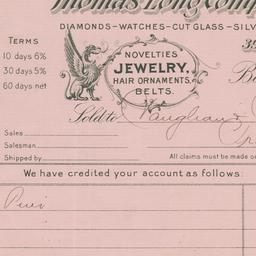 Thomas Long Comp
DIAMONDS–WATCHES–CUT GLASS–SILV
TERMS
10 days 6%
30 days 5%
60 days net
NOVELTIES
JEWELRY,
HAIR ORNAMENTS,
BELTS.
Sold to
Sales
Salesman
Shipped by
All claims must be made o
We have credited your account as follows: